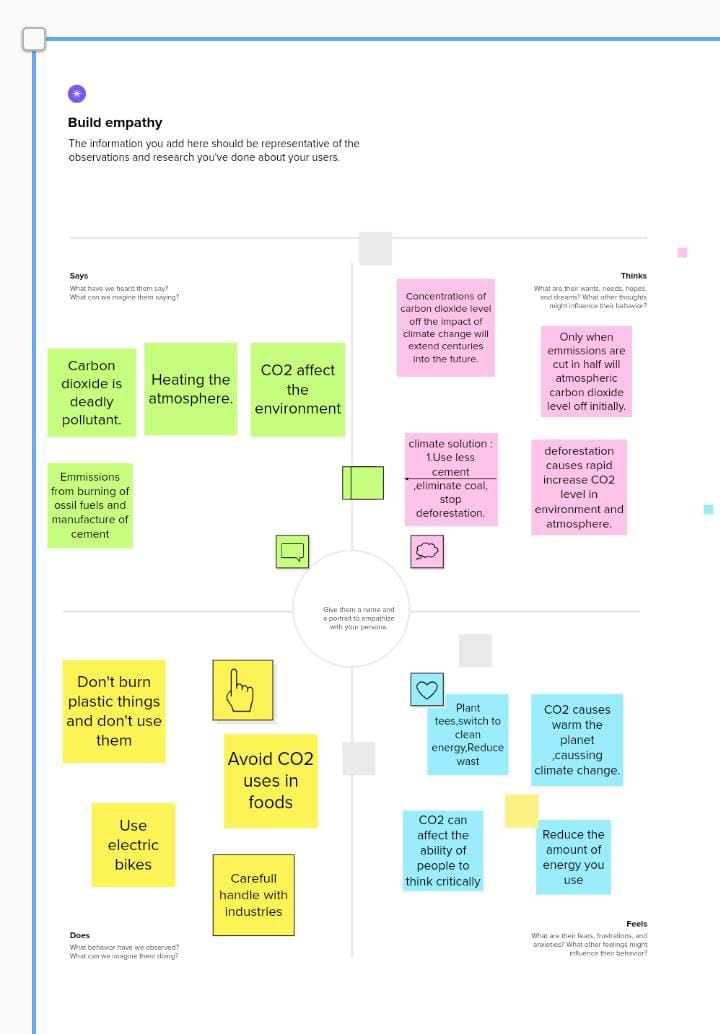 Build empathy
The information you add here should be representative of the
observations and research you've done about your users.
Says
What have we heard them say?
What can we magine them saying?
Thinks
What are their wants, needs, hopes,
and dreams? What other thoughts
might influence their behavior?
Carbon
dioxide is
deadly
pollutant.
Heating the
atmosphere.
CO2 affect
the
environment
Emmissions
from burning of
ossil fuels and
manufacture of
cement
Concentrations of
carbon dioxide level
off the impact of
climate change will
extend centuries
into the future.
Only when
emmissions are
cut in half will
atmospheric
carbon dioxide
level off initially.
climate solution :
1.Use less
cement
,eliminate coal,
stop
deforestation.
deforestation
causes rapid
increase CO2
level in
environment and
atmosphere.
Give them a name and
a portrait to empathize
with your persona.
Don't burn
plastic things
and don't use
them
Avoid CO2
uses in
foods
Use
electric
bikes
Carefull
handle with
industries
Plant
tees,switch to
clean
energy,Reduce
wast
CO2 causes
warm the
planet
,caussing
climate change.
CO2 can
affect the
ability of
people to
think critically
Reduce the
amount of
energy you
use
Does
What behavior have we observed?
What can we imagine them doing?
Feels
What are their fears, frustrations, and
anxieties? What other feelings might
influence their behavior?